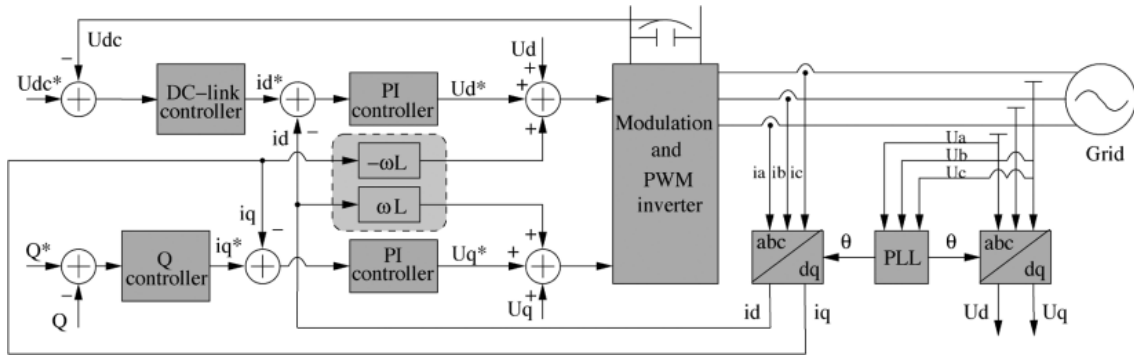 Udc
−
Udc*
DC−link
controller
id*
−
id
PI
controller
Ud*
Ud
+
+
+
−ωL
ωL
Modulation
and
PWM
inverter
Grid
Ua
Ub
Uc
ia
ib
ic
iq
−
Q*
−
Q
Q
controller
iq*
PI
controller
Uq*
+
+
+
Uq
abc
dq
θ
PLL
θ
abc
dq
id
iq
Ud
Uq